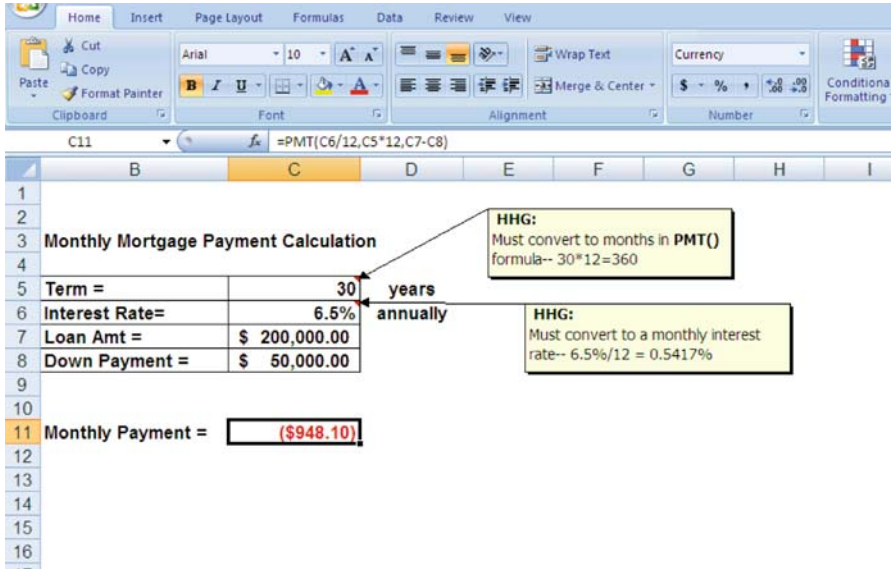 Home Insert Page Layout Formulas Data Review View
Cut
Copy
Format Painter
Paste
Arial 10 A A
B I U A
Wrap Text
Merge & Center
Currency
$ % ,
Conditiona
Formatting
Clipboard Font Alignment Number
C11 fx =PMT(C6/12,C5*12,C7-C8)
B C D E F G H I
1
2
3 Monthly Mortgage Payment Calculation
4
5 Term = 30 years
6 Interest Rate= 6.5% annually
7 Loan Amt = $ 200,000.00
8 Down Payment = $ 50,000.00
9
10
11 Monthly Payment = ($948.10)
12
13
14
15
16
HHG:
Must convert to months in PMT()
formula-- 30*12=360
HHG:
Must convert to a monthly interest
rate-- 6.5%/12 = 0.5417%